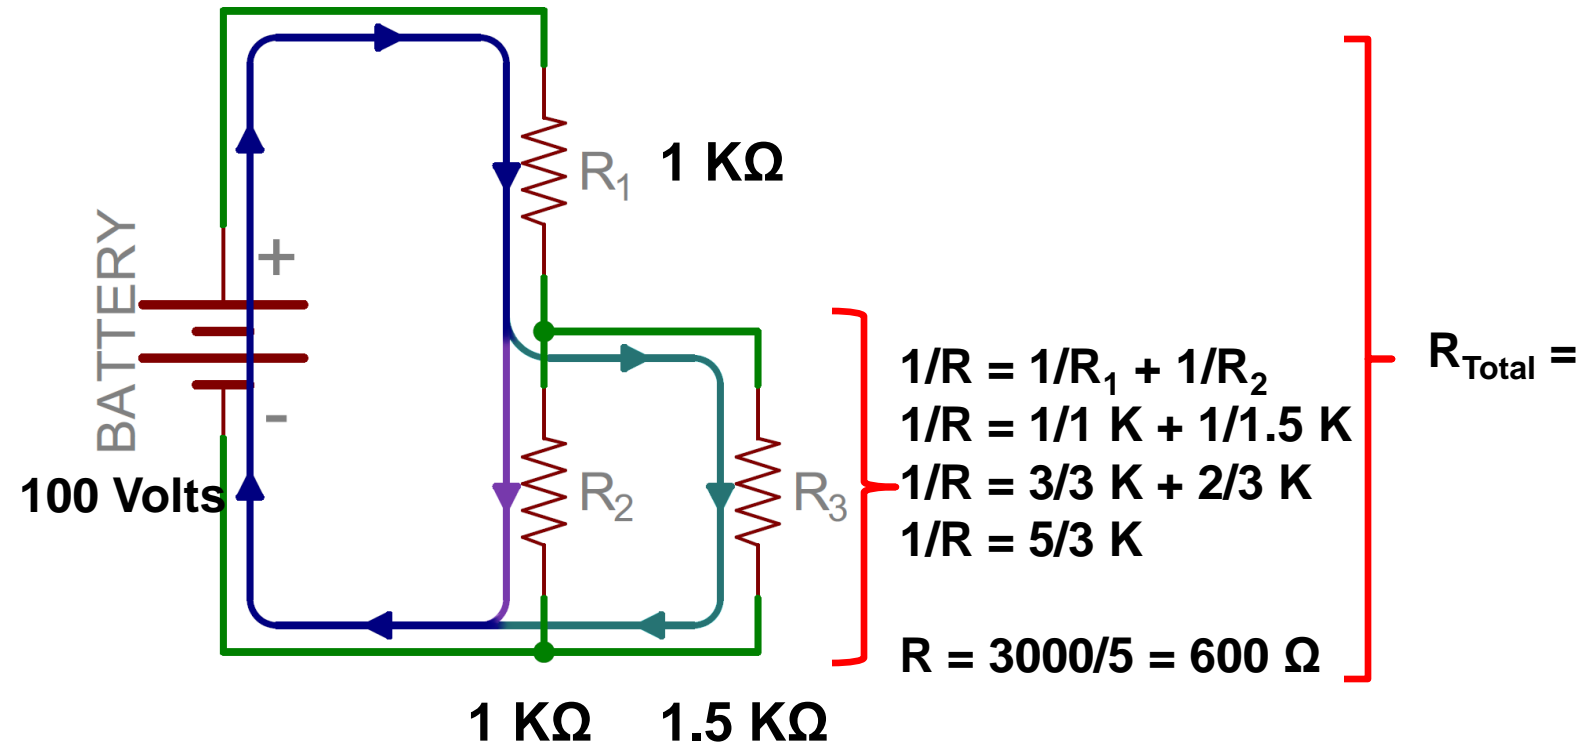 R₁ 1 KΩ
+
BATTERY
-
100 Volts
R₂
R₃
1/R = 1/R₁ + 1/R₂
1/R = 1/1 K + 1/1.5 K
1/R = 3/3 K + 2/3 K
1/R = 5/3 K
R = 3000/5 = 600 Ω
R_Total =
1 KΩ 1.5 KΩ